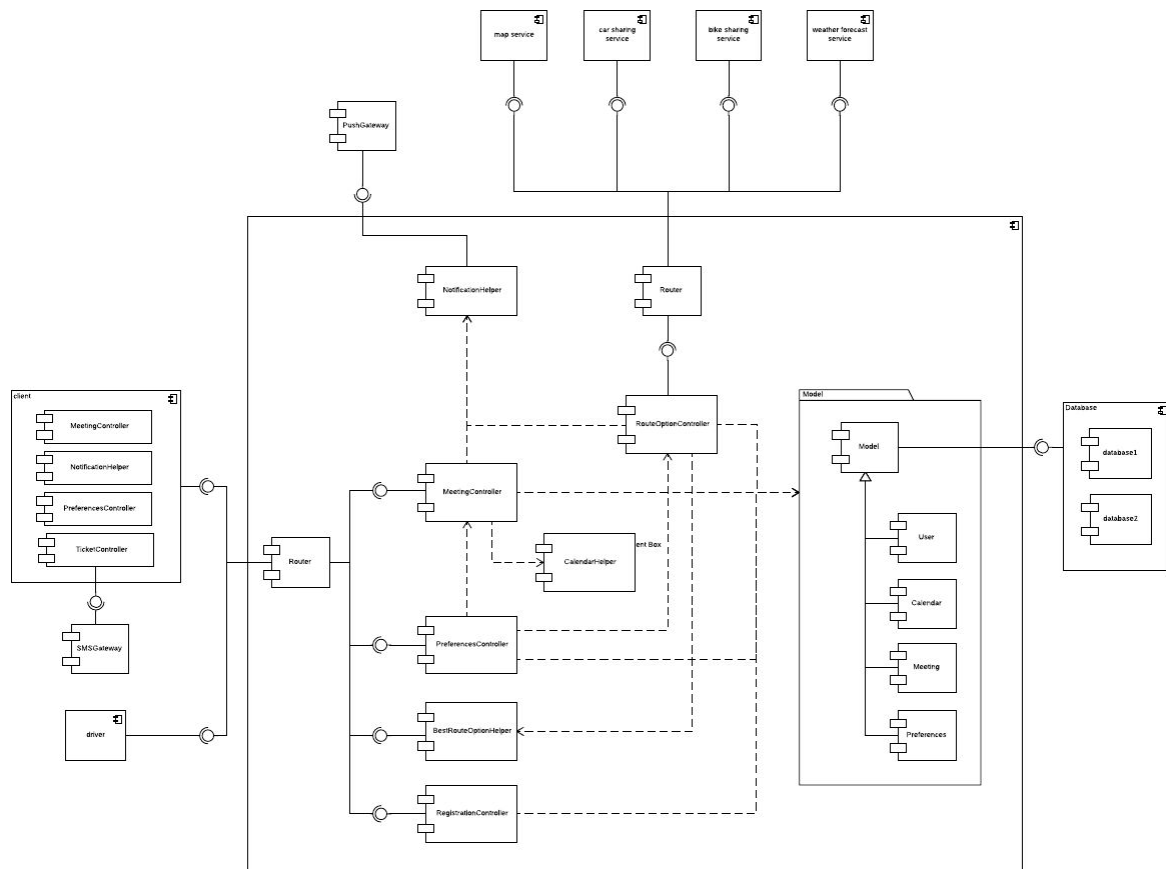 map service
car sharing
service
bike sharing
service
weather forecast
service
PushGateway
NotificationHelper
Router
client
MeetingController
NotificationHelper
PreferencesController
TicketController
SMSGateway
driver
Router
RouteOptionController
MeetingController
CalendarHelper
ent Box
PreferencesController
BestRouteOptionHelper
RegistrationController
Model
Model
User
Calendar
Meeting
Preferences
Database
database1
database2